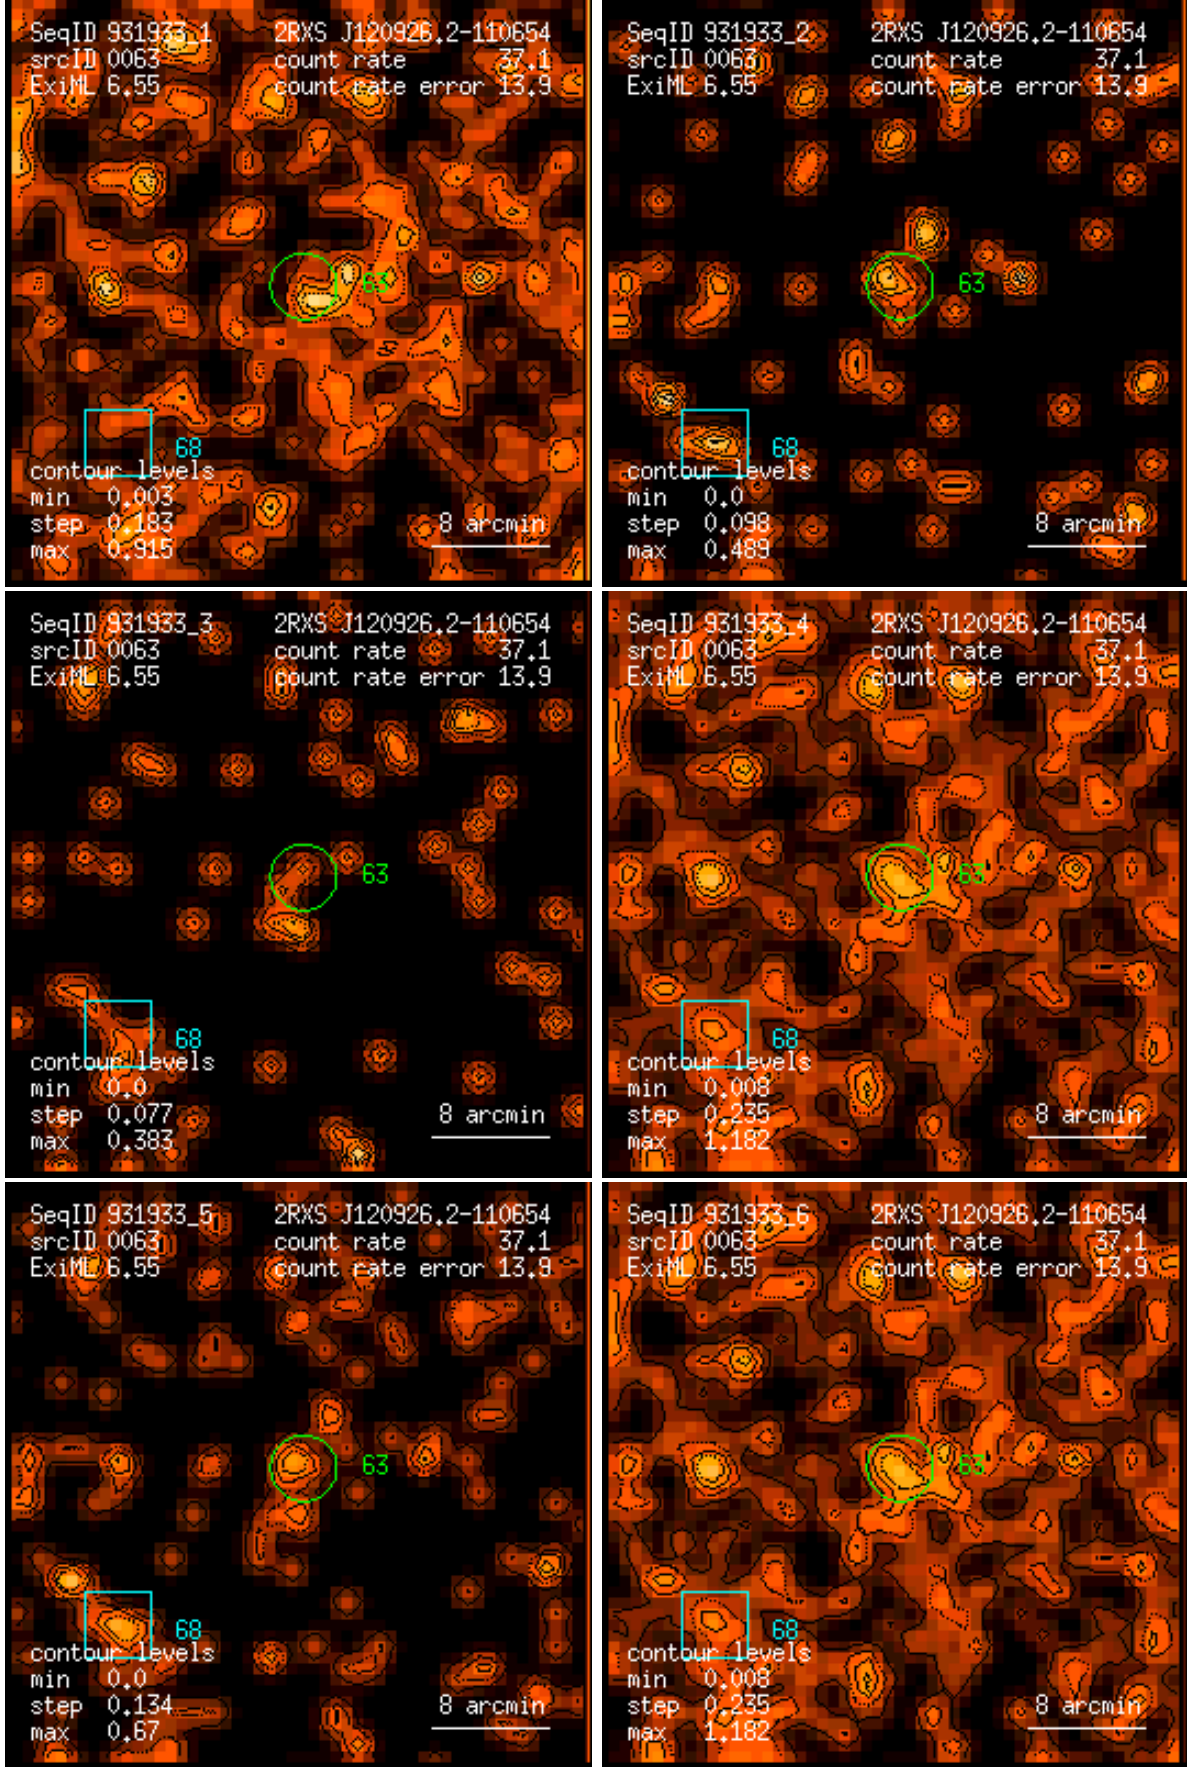 SeqID 931933_1 2RXS J120926.2-110654
srcID 0063 count rate 37.1
ExiML 6.55 count rate error 13.9
63
68
contour levels
min 0.003
step 0.183 8 arcmin
max 0.915
SeqID 931933_2 2RXS J120926.2-110654
srcID 0063 count rate 37.1
ExiML 6.55 count rate error 13.9
63
68
contour levels
min 0.0
step 0.098 8 arcmin
max 0.489
SeqID 931933_3 2RXS J120926.2-110654
srcID 0063 count rate 37.1
ExiML 6.55 count rate error 13.9
63
68
contour levels
min 0.0
step 0.077 8 arcmin
max 0.383
SeqID 931933_4 2RXS J120926.2-110654
srcID 0063 count rate 37.1
ExiML 6.55 count rate error 13.9
63
68
contour levels
min 0.008
step 0.235 8 arcmin
max 1.182
SeqID 931933_5 2RXS J120926.2-110654
srcID 0063 count rate 37.1
ExiML 6.55 count rate error 13.9
63
68
contour levels
min 0.0
step 0.134 8 arcmin
max 0.67
SeqID 931933_6 2RXS J120926.2-110654
srcID 0063 count rate 37.1
ExiML 6.55 count rate error 13.9
63
68
contour levels
min 0.008
step 0.235 8 arcmin
max 1.182